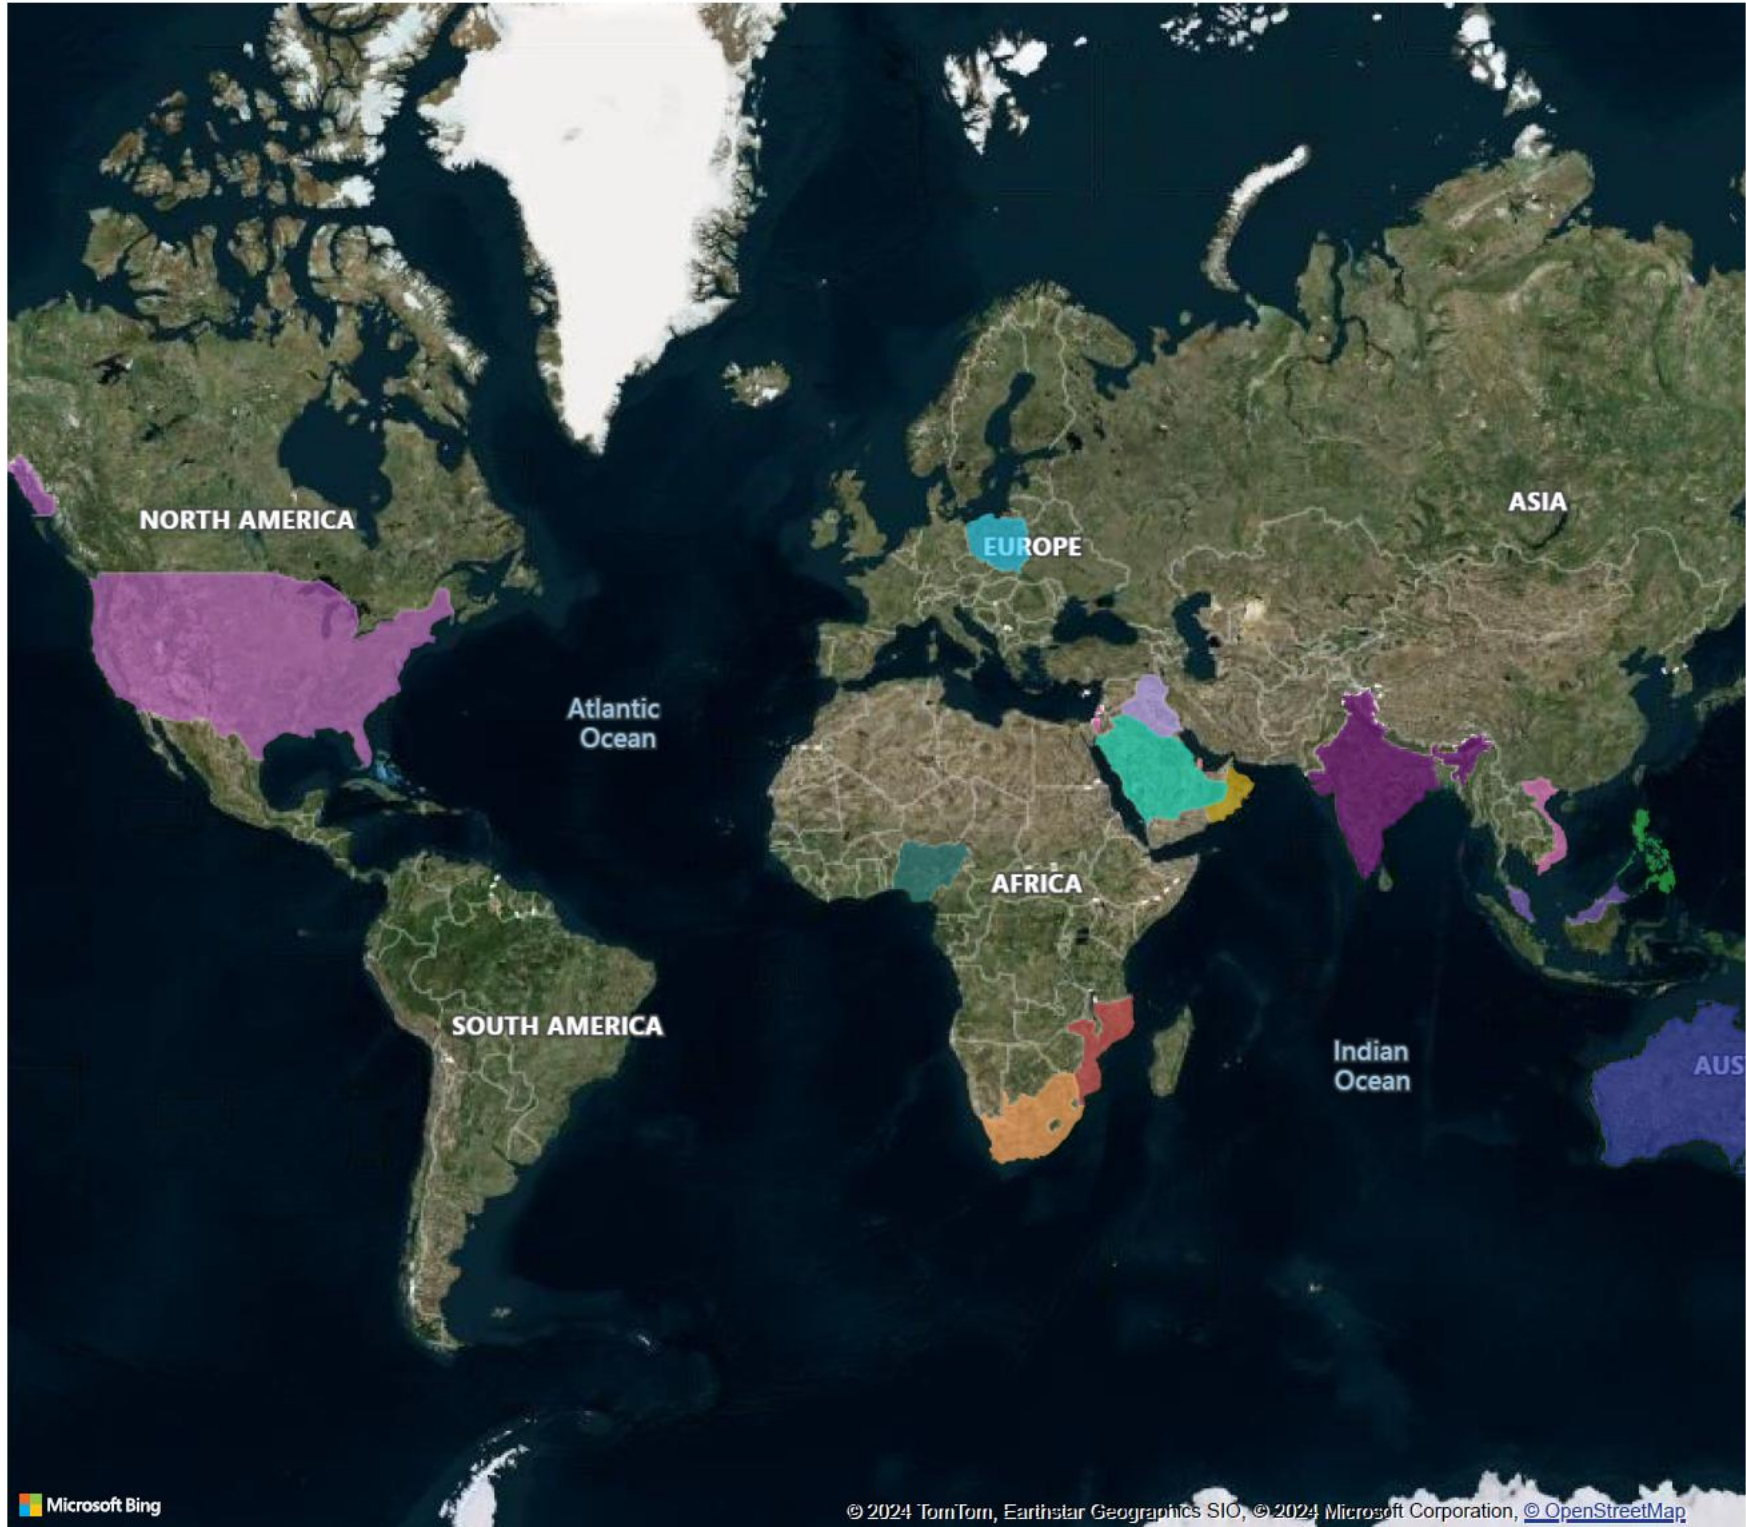 ASIA
NORTH AMERICA
EUROPE
Atlantic
Ocean
AFRICA
SOUTH AMERICA
Indian
Ocean
AUS
Microsoft Bing
© 2024 TomTom, Earthstar Geographics SIO, © 2024 Microsoft Corporation, © OpenStreetMap